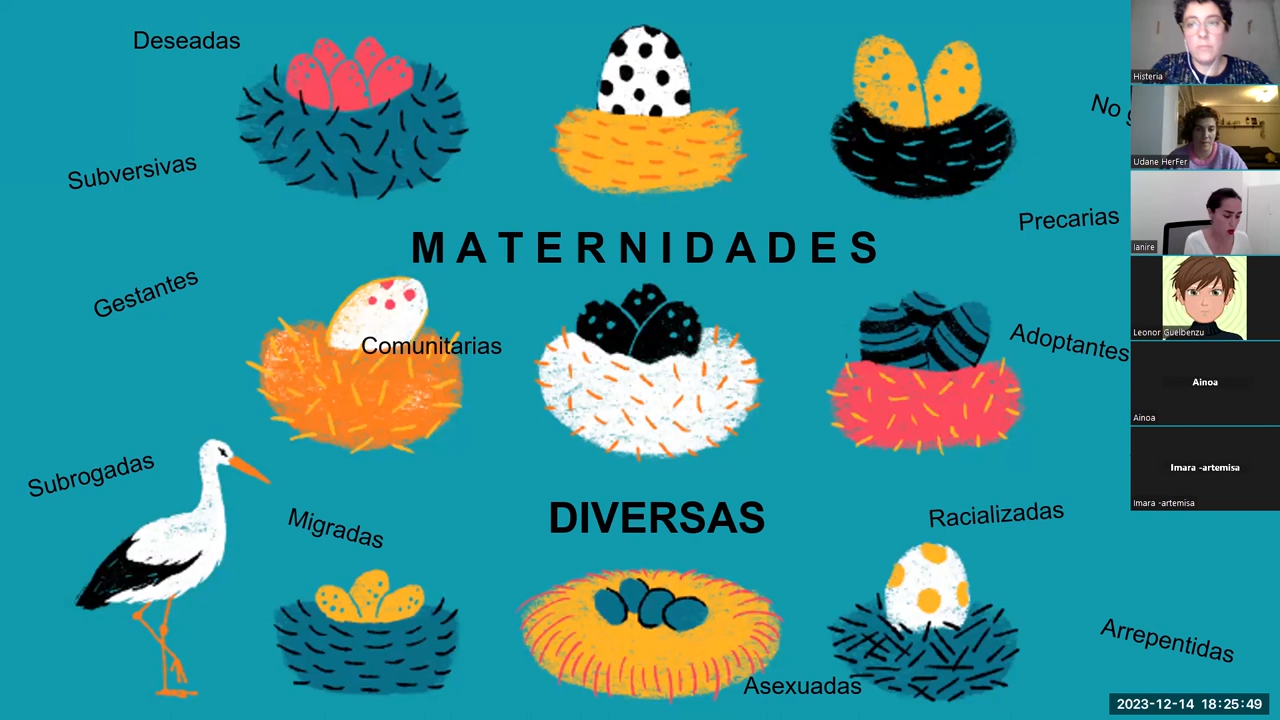 Deseadas
Subversivas
No g
Precarias
MATERNIDADES
Gestantes
Comunitarias
Adoptantes
Subrogadas
Migradas
DIVERSAS
Racializadas
Arrepentidas
Asexuadas
Histeria
Udane HerFer
Ianire
Leonor Guelbenzu
Ainoa
Ainoa
Imara -artemisa
Imara -artemisa
2023-12-14 18:25:49